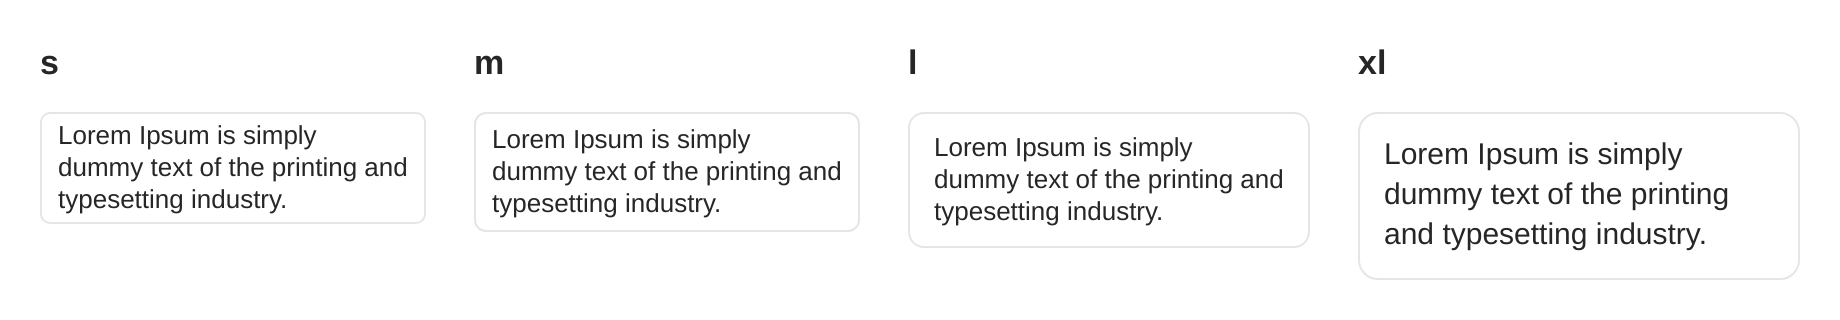 s
Lorem Ipsum is simply
dummy text of the printing and
typesetting industry.
m
Lorem Ipsum is simply
dummy text of the printing and
typesetting industry.
l
Lorem Ipsum is simply
dummy text of the printing and
typesetting industry.
xl
Lorem Ipsum is simply
dummy text of the printing
and typesetting industry.